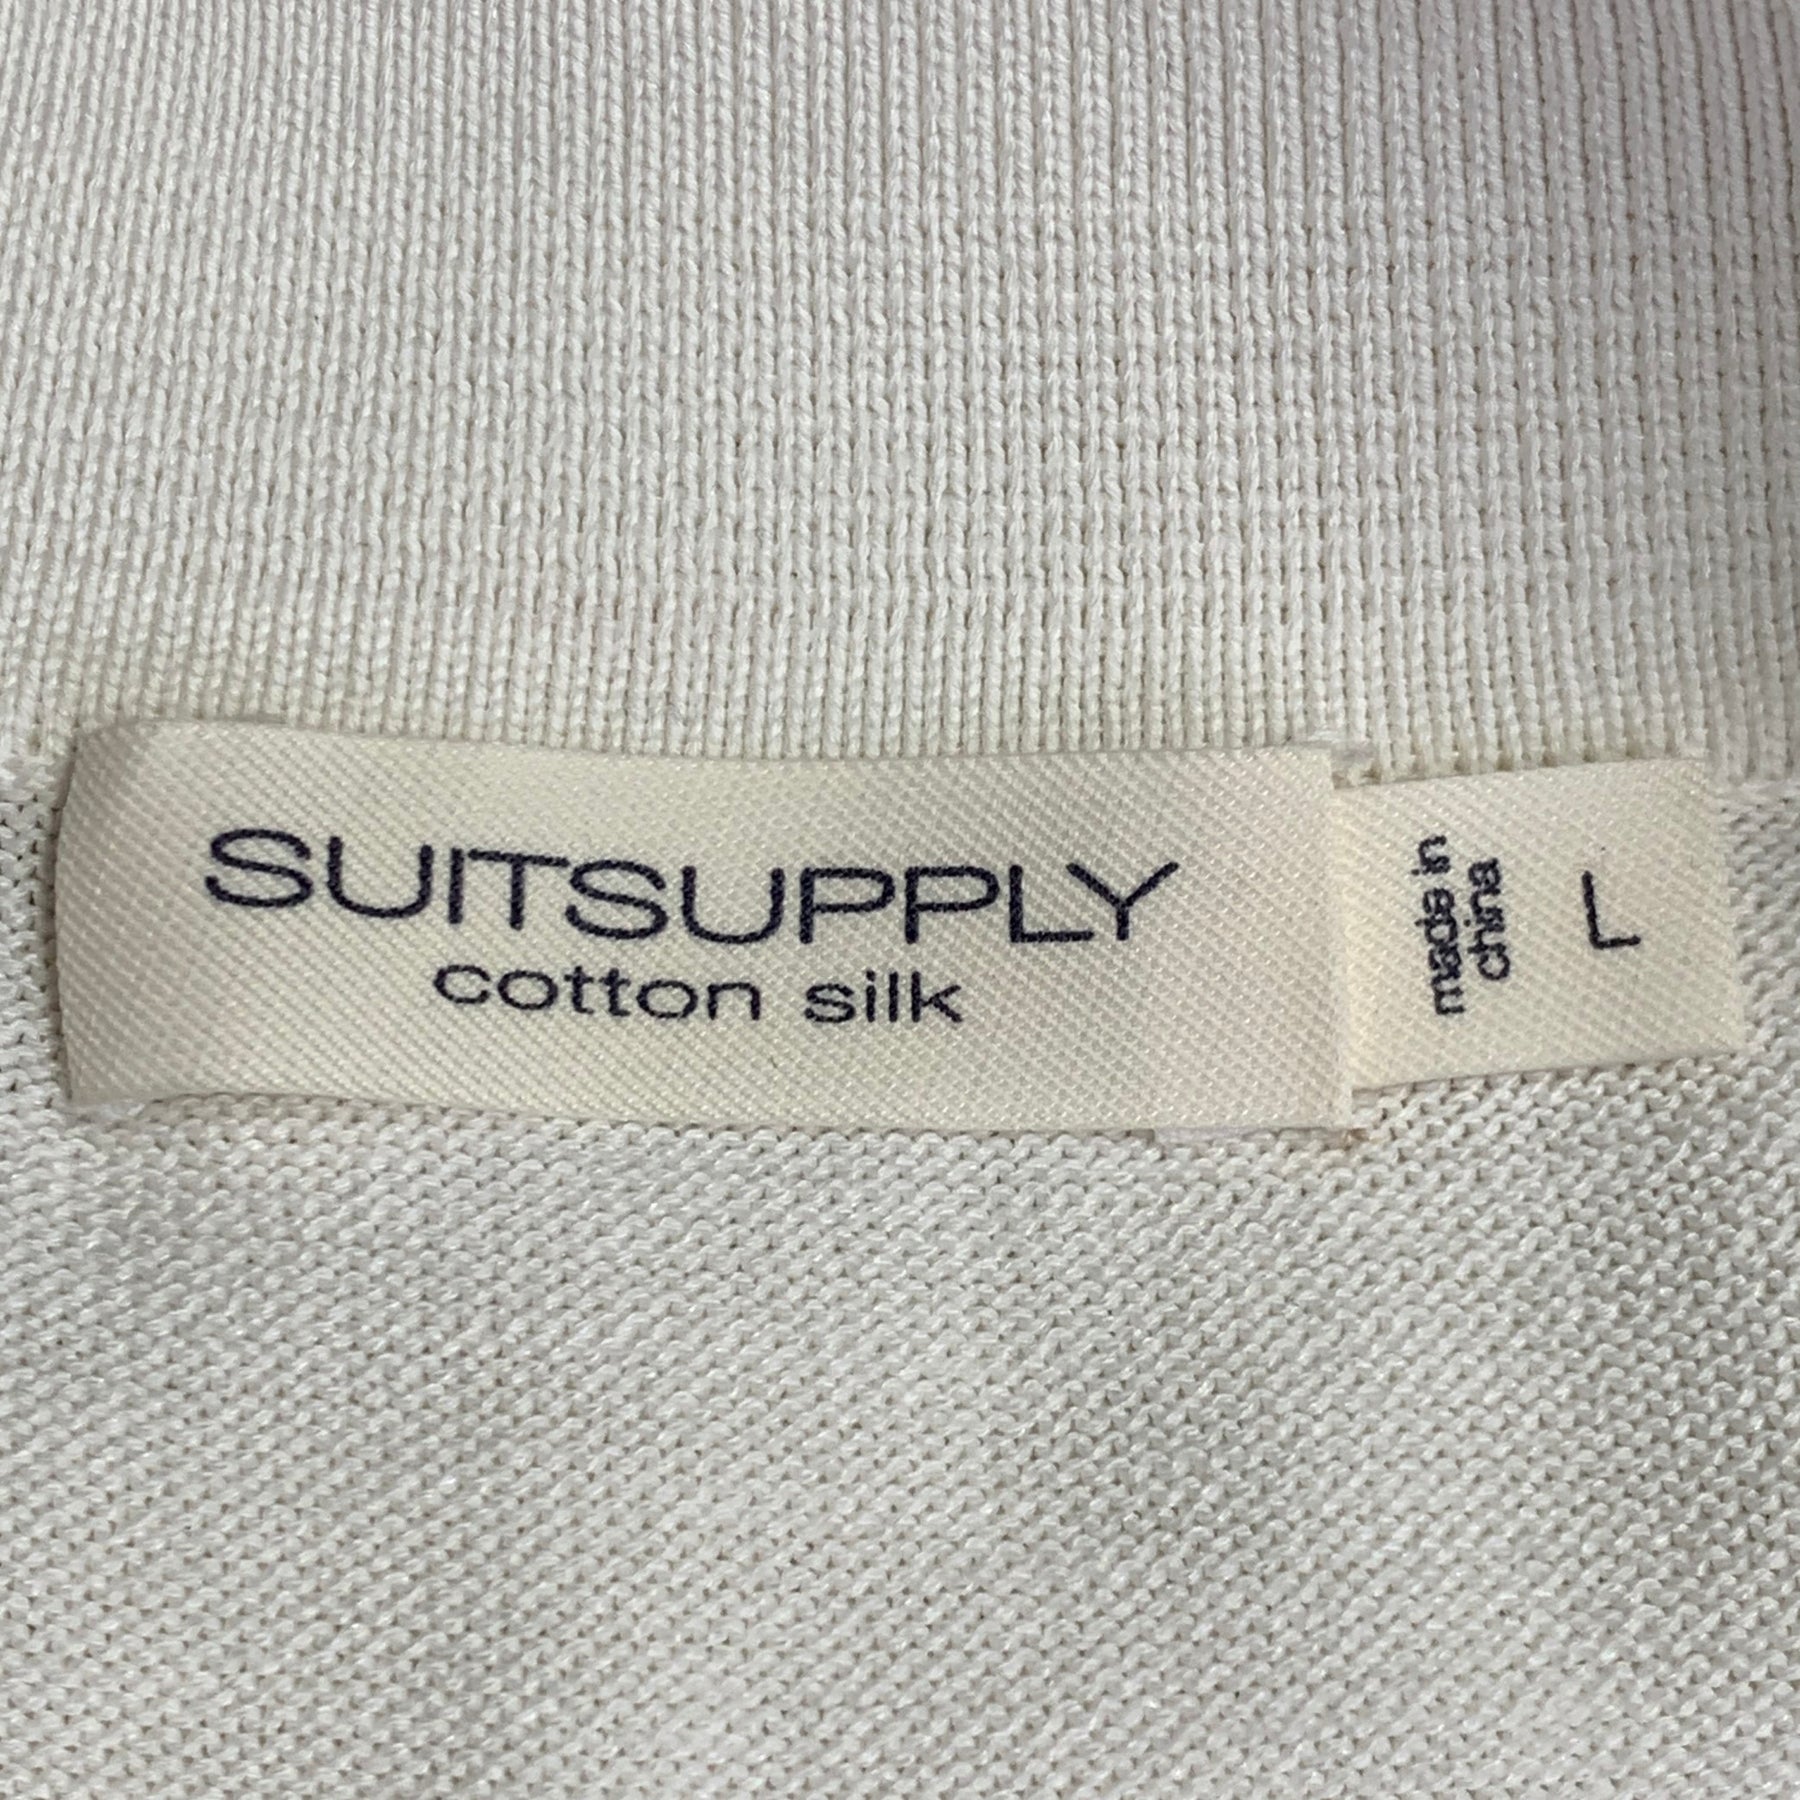 SUITSUPPLY
cotton silk
made in
china
L